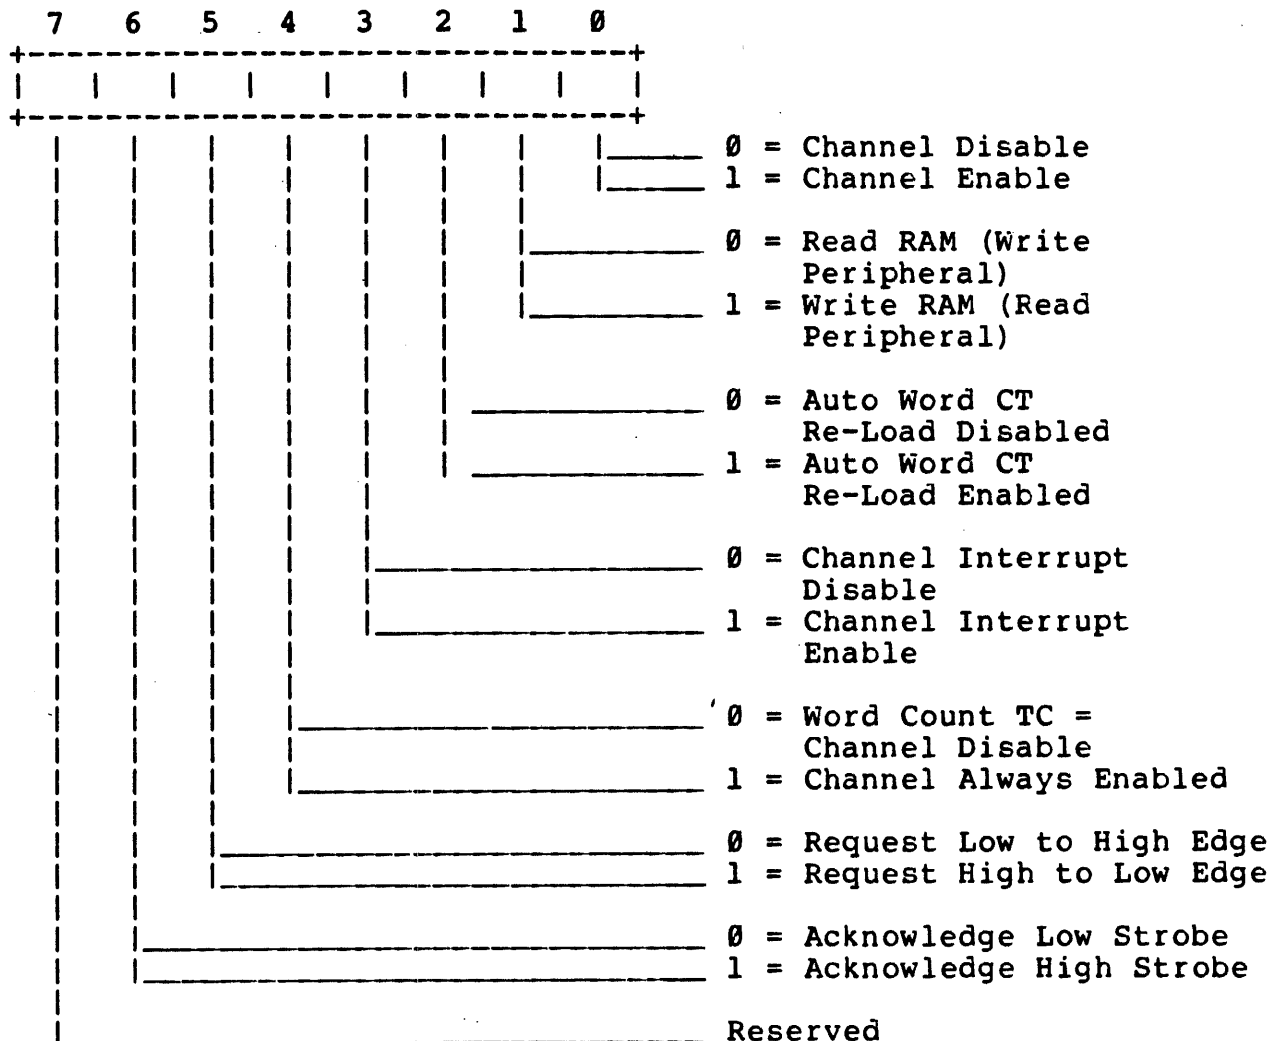 7 6 5 4 3 2 1 0
0 = Channel Disable
1 = Channel Enable
0 = Read RAM (Write
Peripheral)
1 = Write RAM (Read
Peripheral)
0 = Auto Word CT
Re-Load Disabled
1 = Auto Word CT
Re-Load Enabled
0 = Channel Interrupt
Disable
1 = Channel Interrupt
Enable
0 = Word Count TC =
Channel Disable
1 = Channel Always Enabled
0 = Request Low to High Edge
1 = Request High to Low Edge
0 = Acknowledge Low Strobe
1 = Acknowledge High Strobe
Reserved